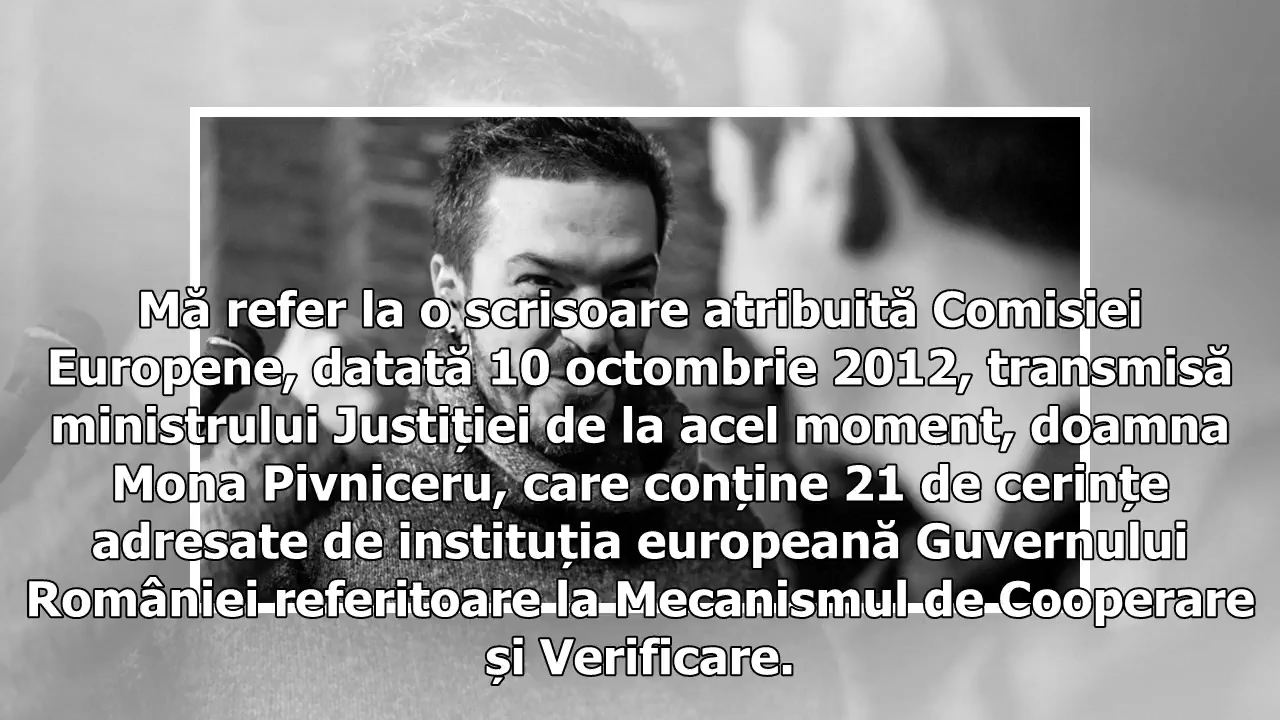 Mă refer la o scrisoare atribuită Comisiei
Europene, datată 10 octombrie 2012, transmisă
ministrului Justiției de la acel moment, doamna
Mona Pivniceru, care conține 21 de cerințe
adresate de instituția europeană Guvernului
României referitoare la Mecanismul de Cooperare
și Verificare.